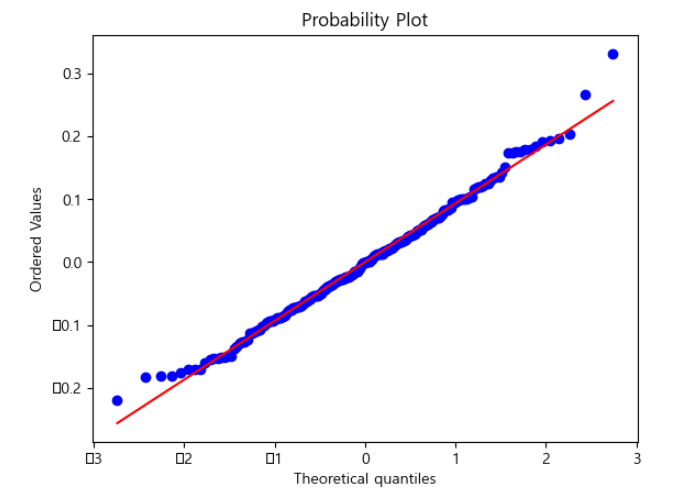 Probability Plot
0.3
0.2
0.1
0.0
□0.1
□0.2
Ordered Values
□3 □2 □1 0 1 2 3
Theoretical quantiles